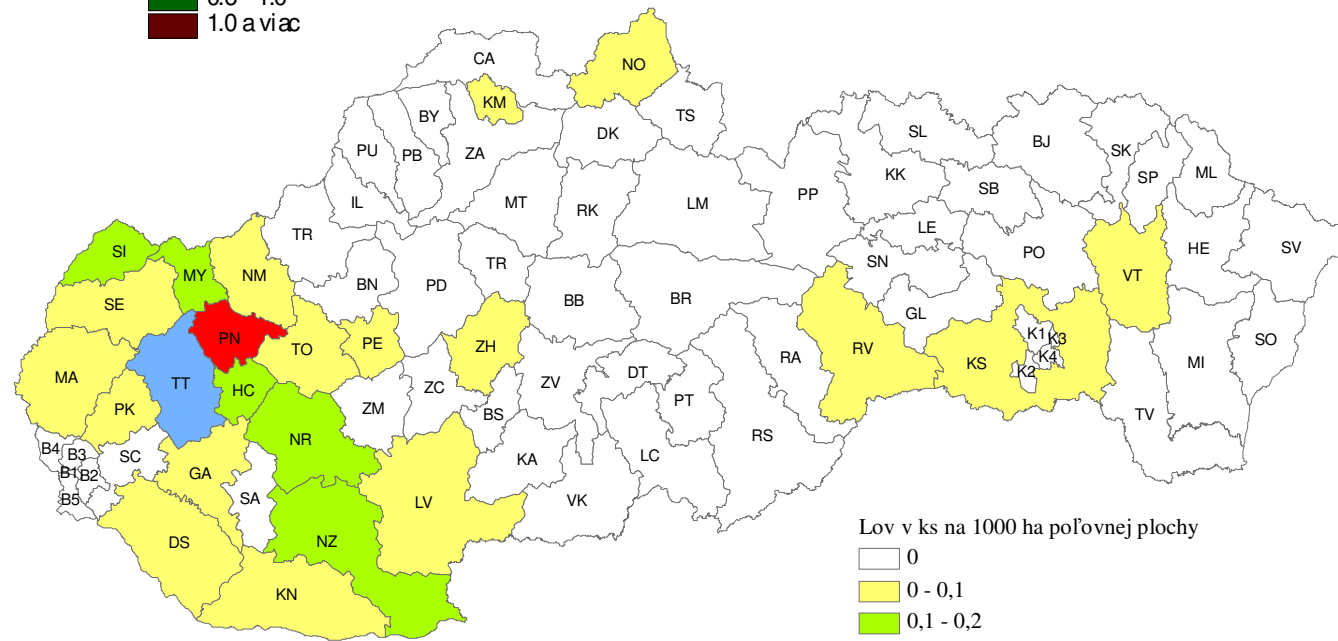 1.0 a viac
CA
NO
KM
BY
TS
PU
PB
ZA
DK
SL
BJ
SK
SP
ML
KK
SB
PP
IL
MT
RK
LM
LE
TR
SI
MY
NM
BN
PD
TR
BB
BR
SN
PO
VT
HE
SV
SE
GL
PN
TO
PE
ZH
RA
RV
KS
K1
K3
K4
K2
SO
MI
MA
TT
HC
PK
ZM
ZC
ZV
DT
PT
BS
TV
B4
B3
SC
B1
B2
B5
GA
NR
SA
KA
LC
RS
LV
VK
DS
NZ
KN
Lov v ks na 1000 ha poľovnej plochy
0
0 - 0,1
0,1 - 0,2